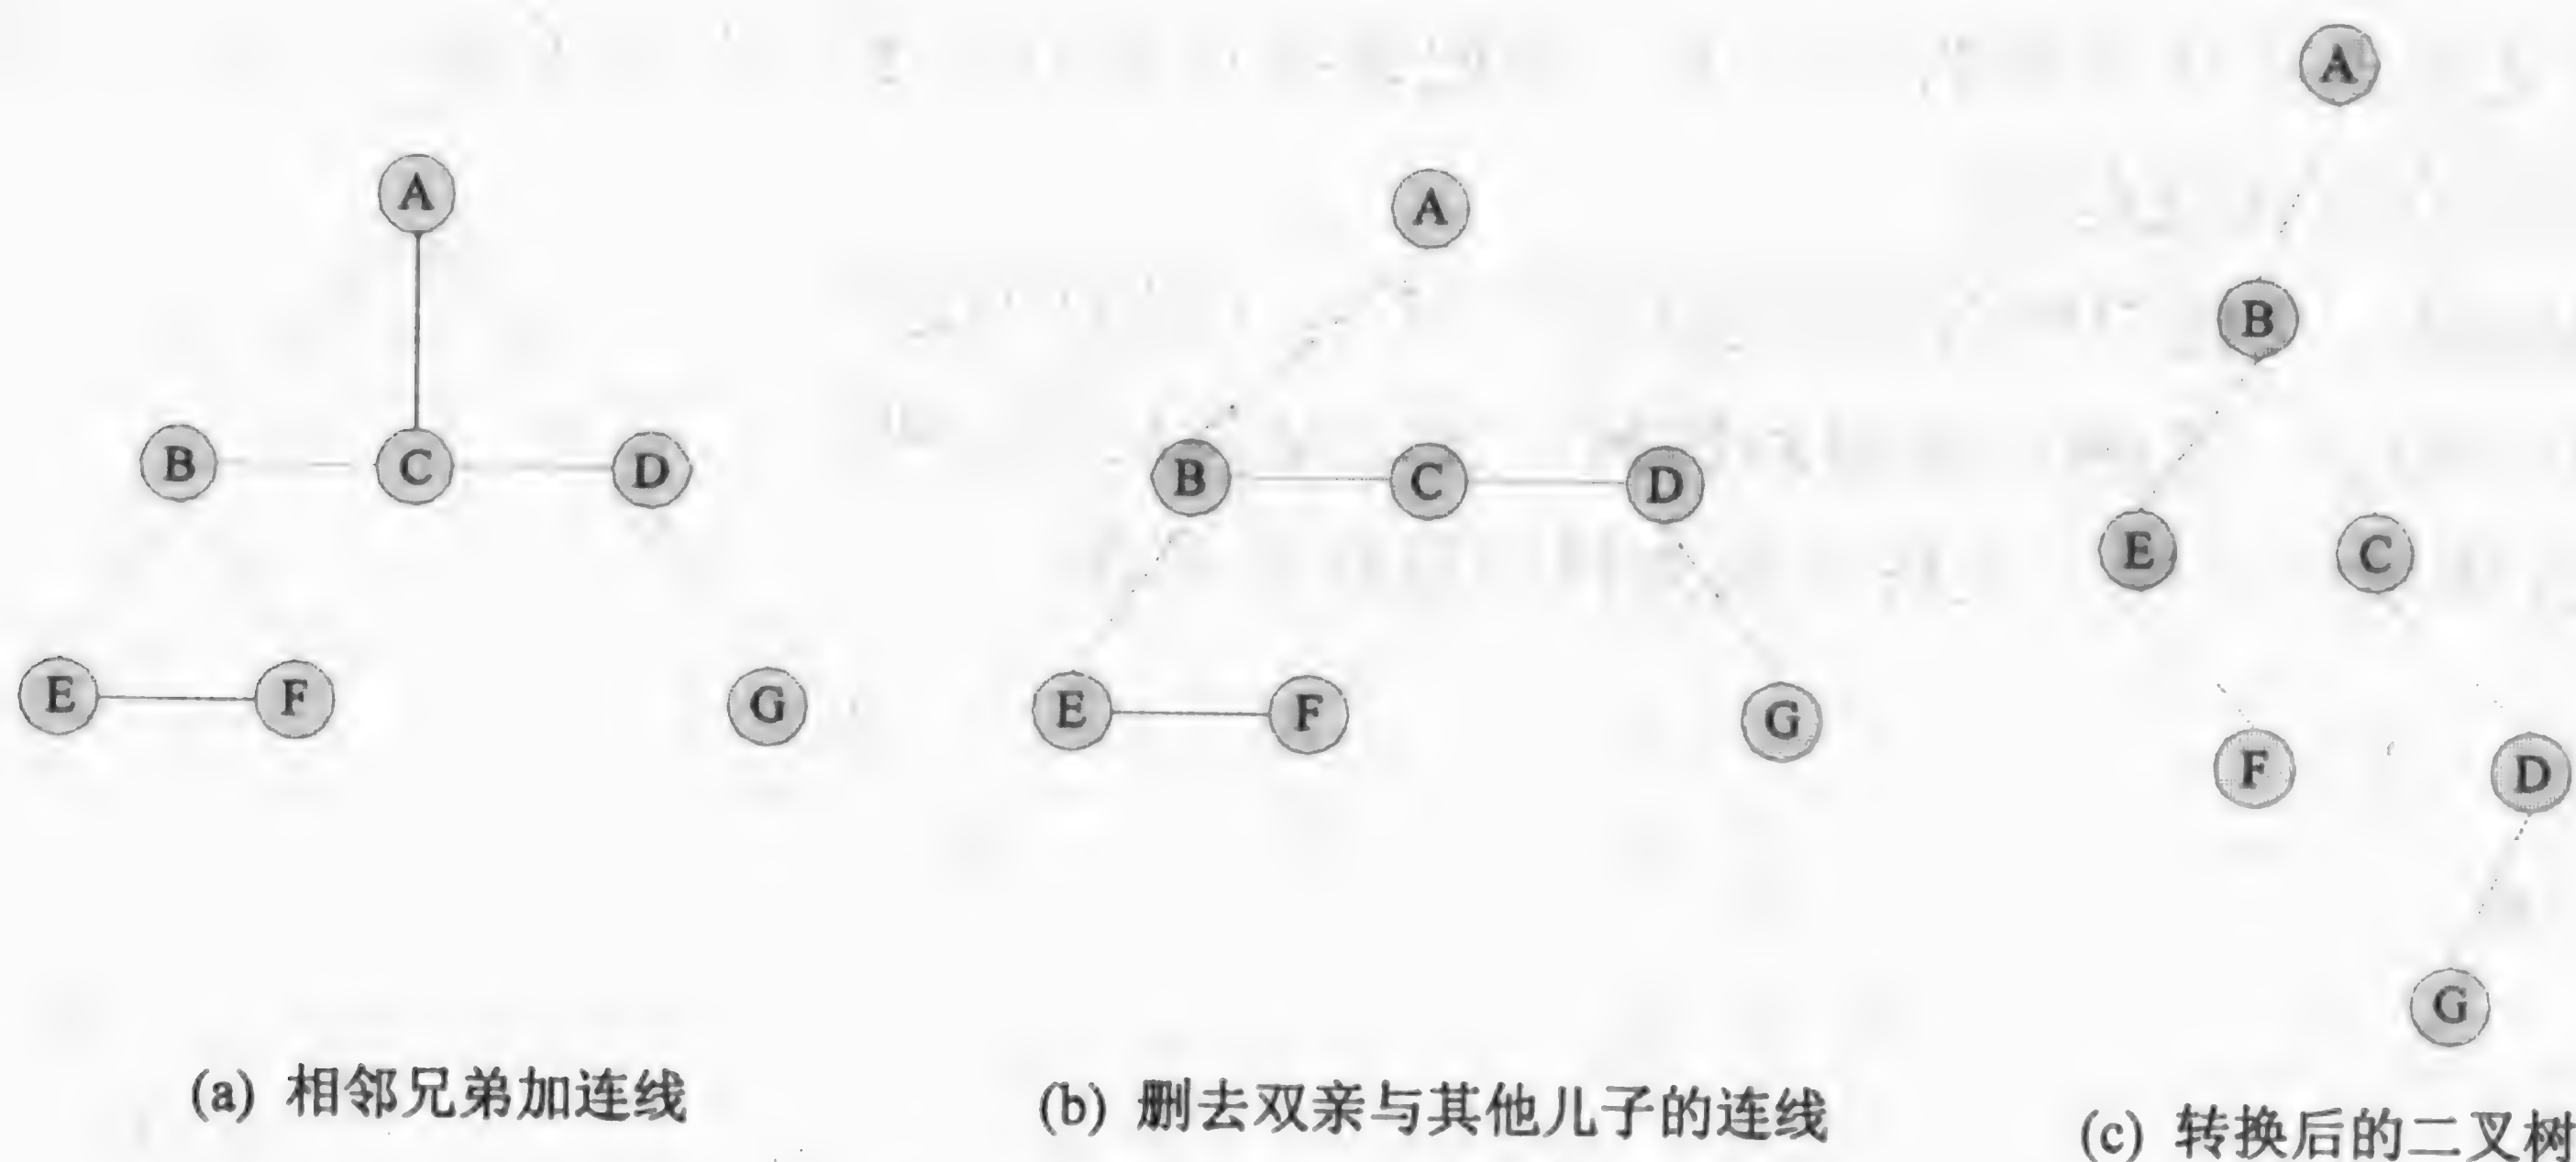 A
B C D
E F G
(a) 相邻兄弟加连线
A
B C D
E F G
(b) 删去双亲与其他儿子的连线
A
B
E C
F D
G
(c) 转换后的二叉树